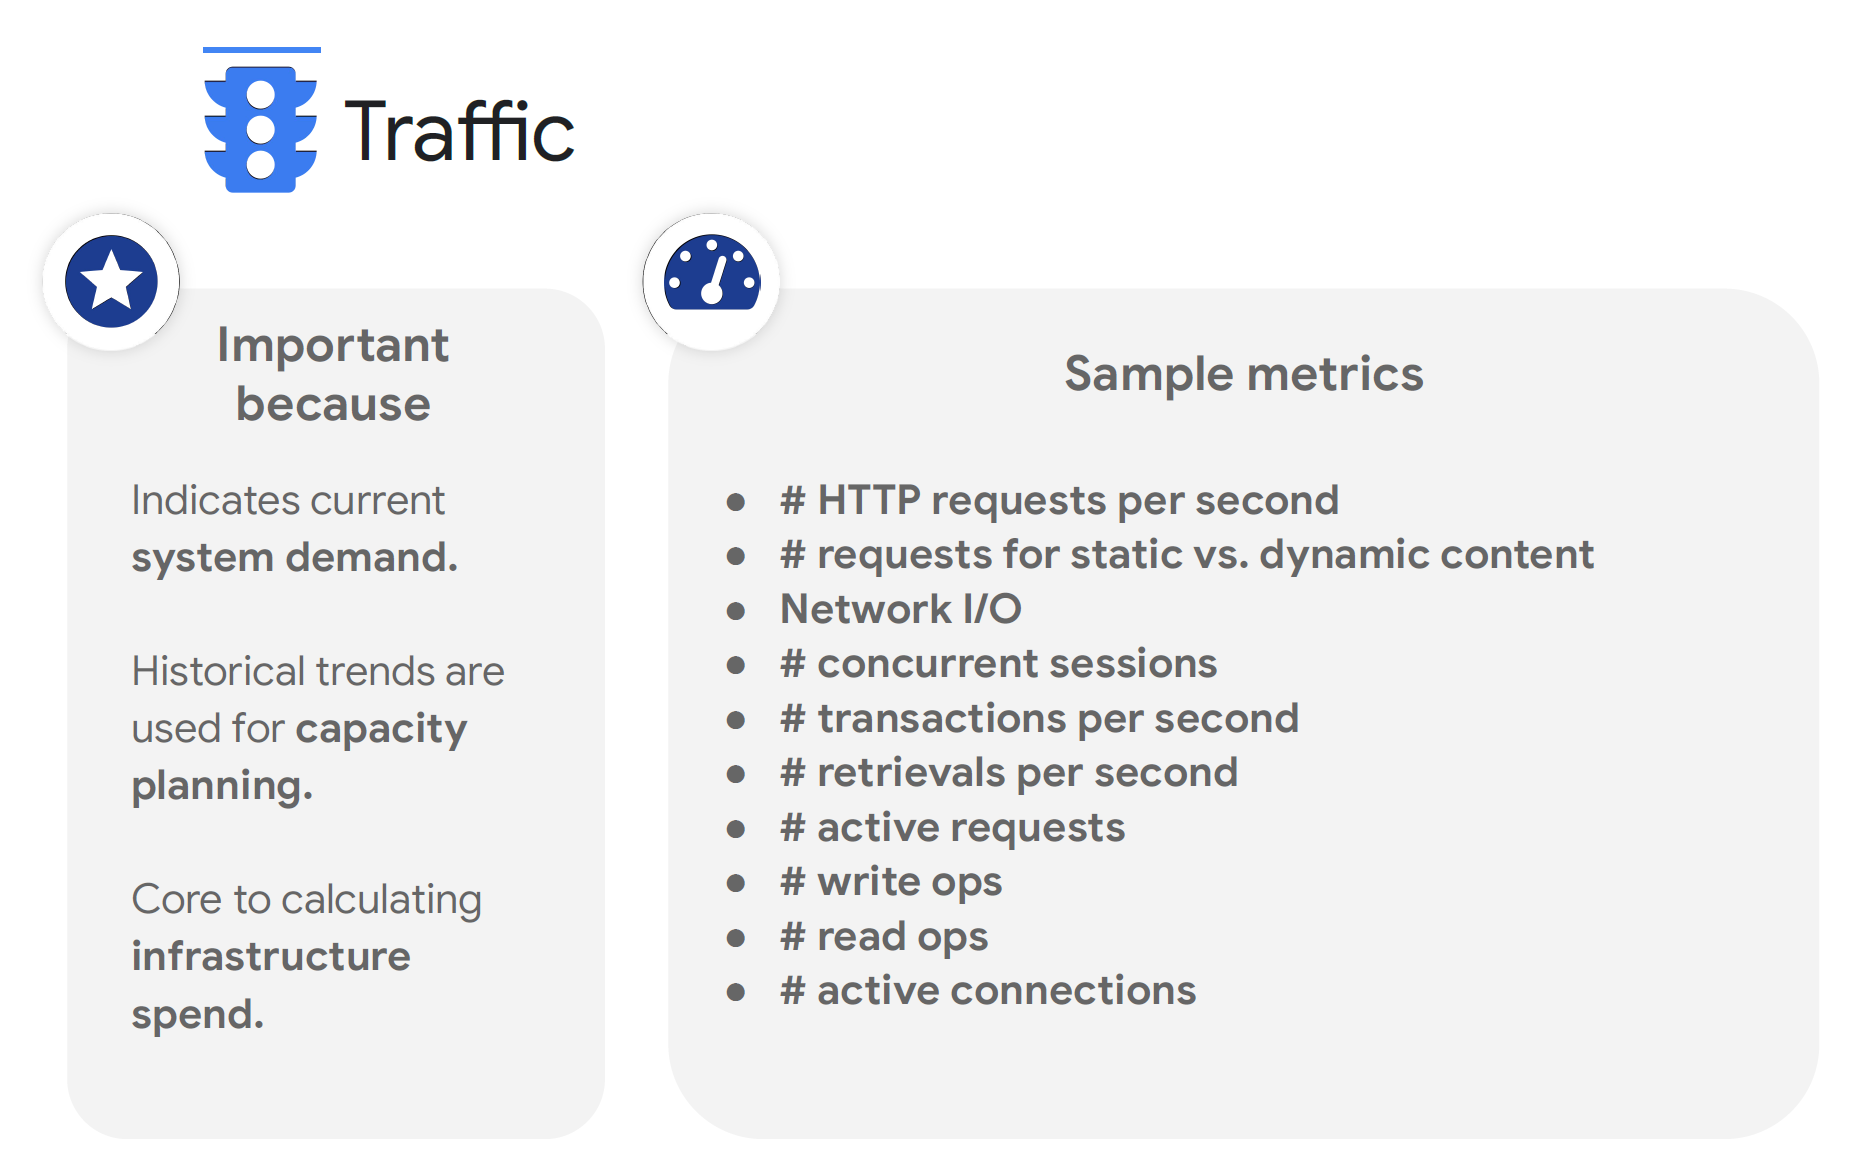 Traffic
Important
because
Indicates current
system demand.
Historical trends are
used for capacity
planning.
Core to calculating
infrastructure
spend.
Sample metrics
● # HTTP requests per second
● # requests for static vs. dynamic content
● Network I/O
● # concurrent sessions
● # transactions per second
● # retrievals per second
● # active requests
● # write ops
● # read ops
● # active connections